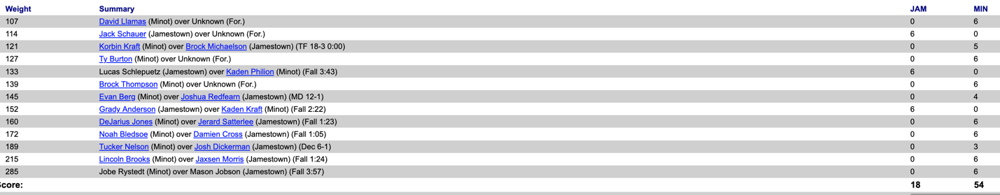 Weight Summary JAM MIN
107 David Llamas (Minot) over Unknown (For.) 0 6
114 Jack Schauer (Jamestown) over Unknown (For.) 6 0
121 Korbin Kraft (Minot) over Brock Michaelson (Jamestown) (TF 18-3 0:00) 0 5
127 Ty Burton (Minot) over Unknown (For.) 0 6
133 Lucas Schlepuetz (Jamestown) over Kaden Philion (Minot) (Fall 3:43) 6 0
139 Brock Thompson (Minot) over Unknown (For.) 0 6
145 Evan Berg (Minot) over Joshua Redfearn (Jamestown) (MD 12-1) 0 4
152 Grady Anderson (Jamestown) over Kaden Kraft (Minot) (Fall 2:22) 6 0
160 DeJarius Jones (Minot) over Jerard Satterlee (Jamestown) (Fall 1:23) 0 6
172 Noah Bledsoe (Minot) over Damien Cross (Jamestown) (Fall 1:05) 0 6
189 Tucker Nelson (Minot) over Josh Dickerman (Jamestown) (Dec 6-1) 0 3
215 Lincoln Brooks (Minot) over Jaxsen Morris (Jamestown) (Fall 1:24) 0 6
285 Jobe Rystedt (Minot) over Mason Jobson (Jamestown) (Fall 3:57) 0 6
core: 18 54